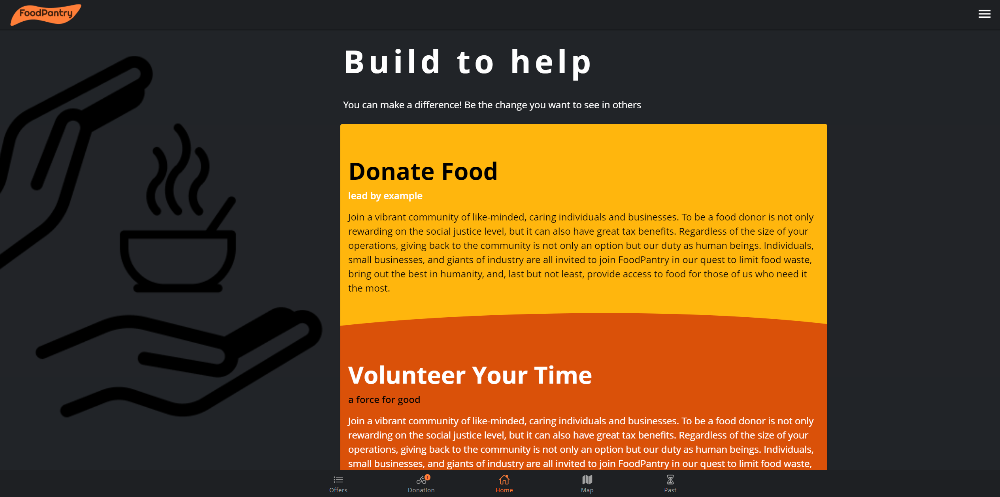 FoodPantry
Build to help
You can make a difference! Be the change you want to see in others
Donate Food
lead by example
Join a vibrant community of like-minded, caring individuals and businesses. To be a food donor is not only
rewarding on the social justice level, but it can also have great tax benefits. Regardless of the size of your
operations, giving back to the community is not only an option but our duty as human beings. Individuals,
small businesses, and giants of industry are all invited to join FoodPantry in our quest to limit food waste,
bring out the best in humanity, and, last but not least, provide access to food for those of us who need it
the most.
Volunteer Your Time
a force for good
Join a vibrant community of like-minded, caring individuals and businesses. To be a food donor is not only
rewarding on the social justice level, but it can also have great tax benefits. Regardless of the size of your
operations, giving back to the community is not only an option but our duty as human beings. Individuals,
small businesses, and giants of industry are all invited to join FoodPantry in our quest to limit food waste,
1
Offers Donation Home Map Past